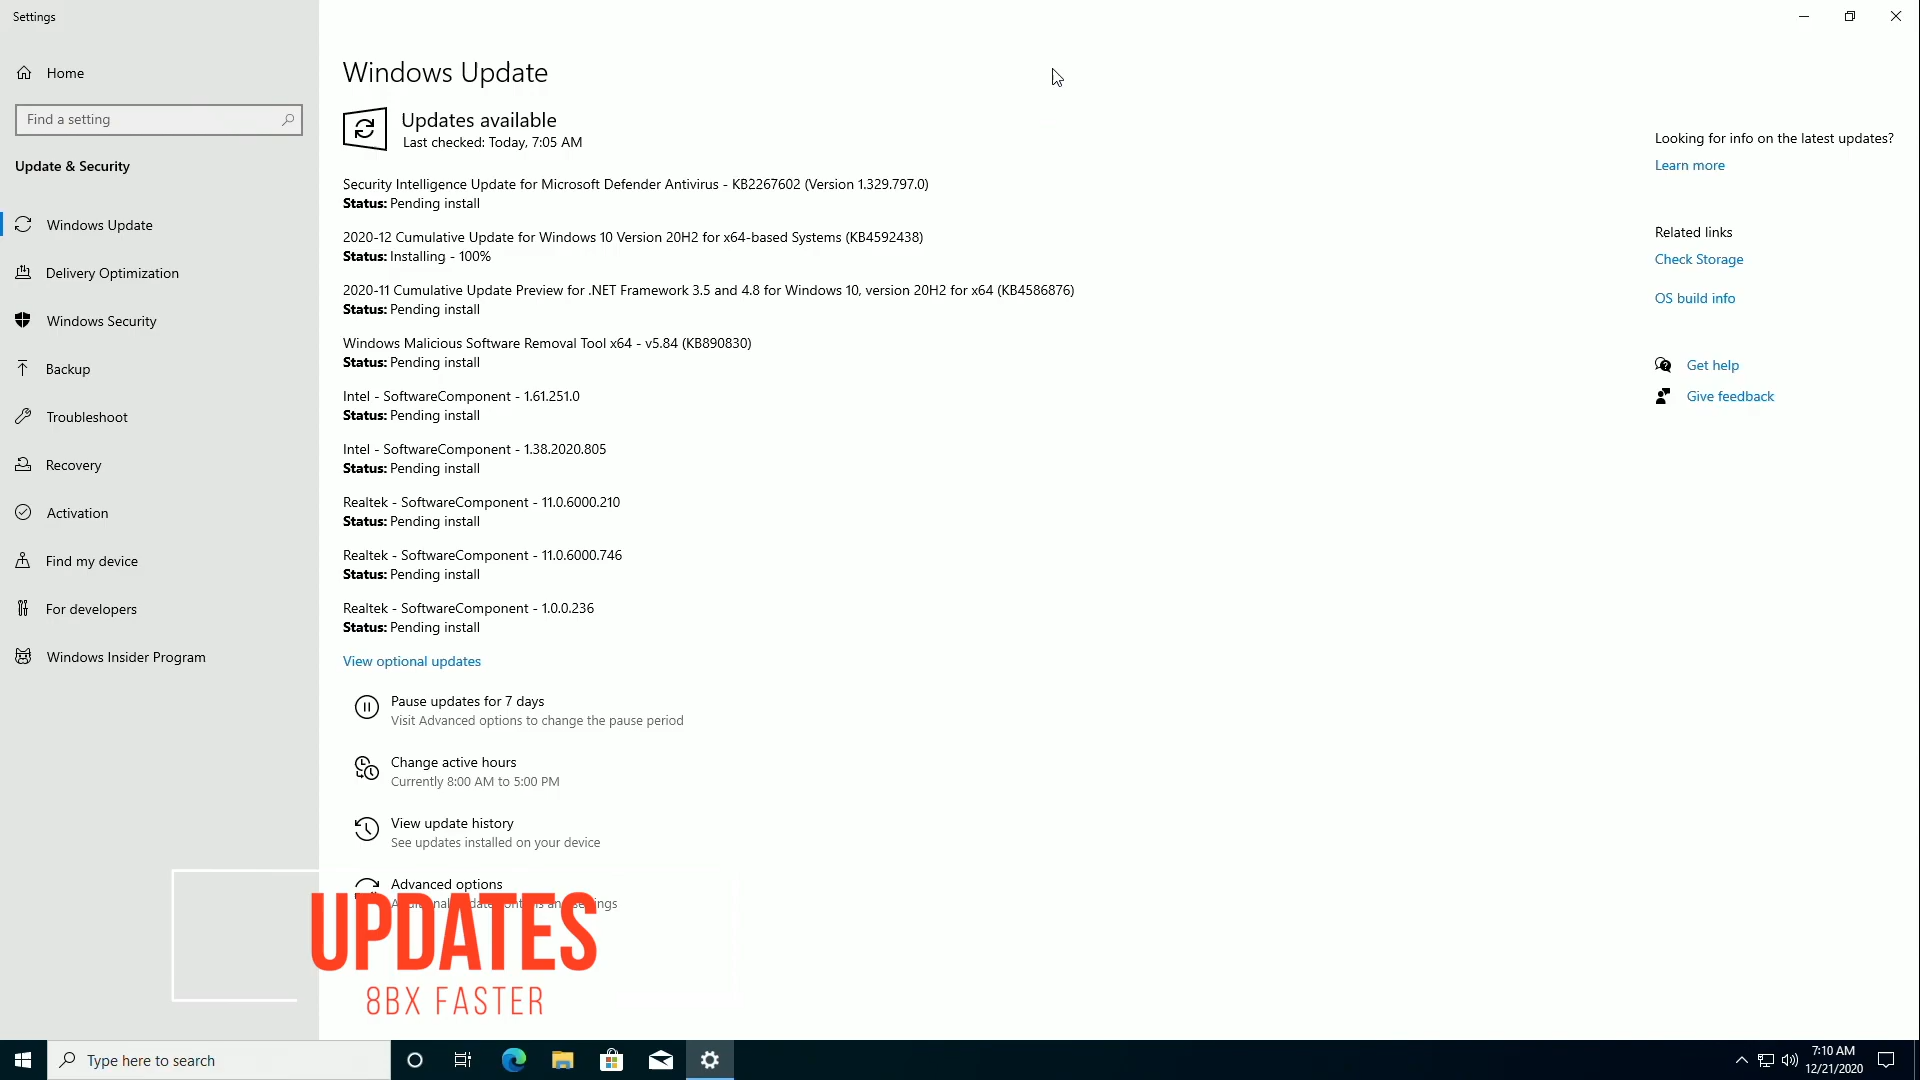 Settings
Home
Find a setting
Update & Security
Windows Update
Delivery Optimization
Windows Security
Backup
Troubleshoot
Recovery
Activation
Find my device
For developers
Windows Insider Program
Windows Update
Updates available
Last checked: Today, 7:05 AM
Security Intelligence Update for Microsoft Defender Antivirus - KB2267602 (Version 1.329.797.0)
Status: Pending install
2020-12 Cumulative Update for Windows 10 Version 20H2 for x64-based Systems (KB4592438)
Status: Installing - 100%
2020-11 Cumulative Update Preview for .NET Framework 3.5 and 4.8 for Windows 10, version 20H2 for x64 (KB4586876)
Status: Pending install
Windows Malicious Software Removal Tool x64 - v5.84 (KB890830)
Status: Pending install
Intel - SoftwareComponent - 1.61.251.0
Status: Pending install
Intel - SoftwareComponent - 1.38.2020.805
Status: Pending install
Realtek - SoftwareComponent - 11.0.6000.210
Status: Pending install
Realtek - SoftwareComponent - 11.0.6000.746
Status: Pending install
Realtek - SoftwareComponent - 1.0.0.236
Status: Pending install
View optional updates
Pause updates for 7 days
Visit Advanced options to change the pause period
Change active hours
Currently 8:00 AM to 5:00 PM
View update history
See updates installed on your device
Advanced options
UPDATES
8BX FASTER
Looking for info on the latest updates?
Learn more
Related links
Check Storage
OS build info
Get help
Give feedback
Type here to search
7:10 AM
12/21/2020